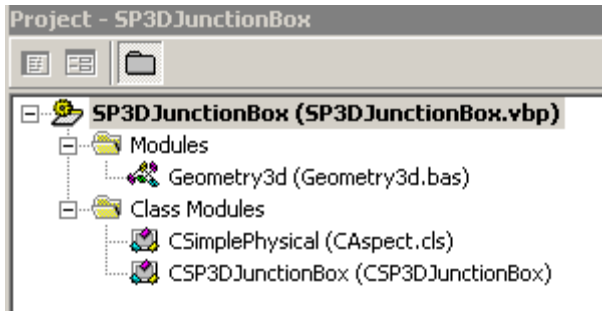 Project - SP3DJunctionBox
SP3DJunctionBox (SP3DJunctionBox.vbp)
Modules
Geometry3d (Geometry3d.bas)
Class Modules
CSimplePhysical (CAspect.cls)
CSP3DJunctionBox (CSP3DJunctionBox)